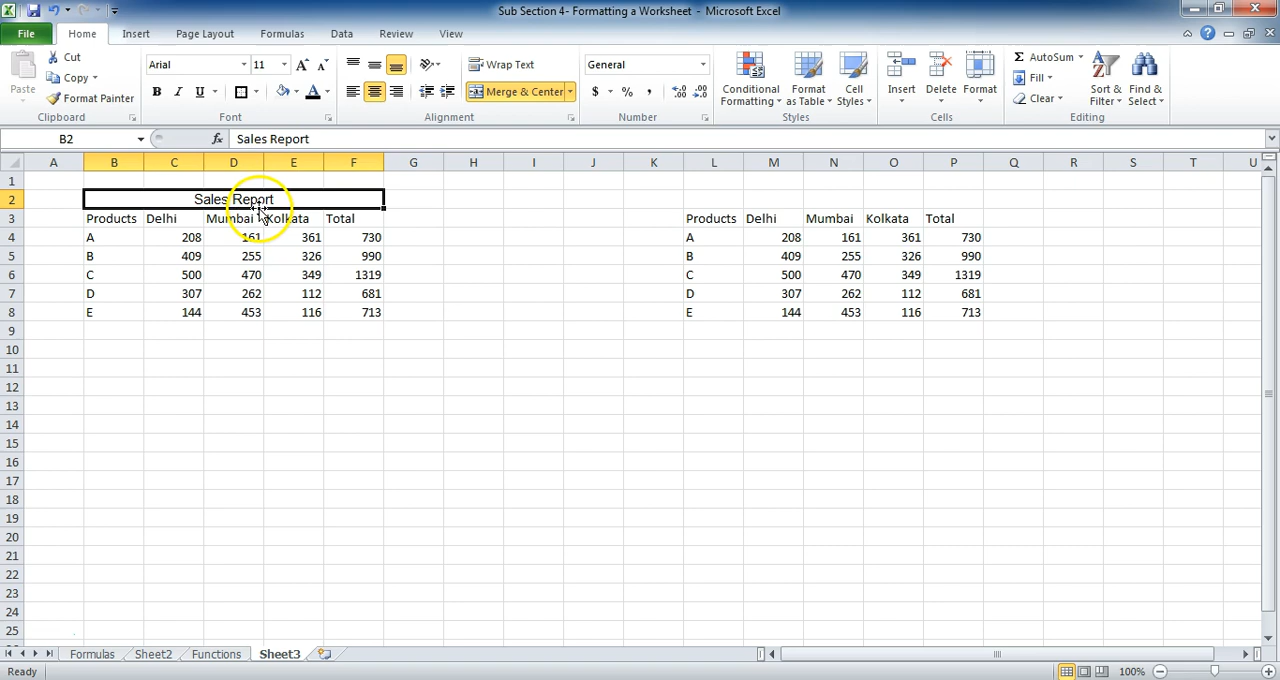 Sub Section 4- Formatting a Worksheet - Microsoft Excel
File Home Insert Page Layout Formulas Data Review View
Paste
Cut
Copy
Format Painter
Clipboard
Arial 11 A A
B I U A
Font
Wrap Text
Merge & Center
Alignment
General
$ % , .0 .00 .00 .0
Number
Conditional Formatting
Format as Table
Cell Styles
Styles
Insert Delete Format
Cells
Σ AutoSum
Fill
Clear
Sort & Filter
Find & Select
Editing
B2 fx Sales Report
A B C D E F G H I J K L M N O P Q R S T U
1
2 Sales Report
3 Products Delhi Mumbai Kolkata Total Products Delhi Mumbai Kolkata Total
4 A 208 161 361 730 A 208 161 361 730
5 B 409 255 326 990 B 409 255 326 990
6 C 500 470 349 1319 C 500 470 349 1319
7 D 307 262 112 681 D 307 262 112 681
8 E 144 453 116 713 E 144 453 116 713
9
10
11
12
13
14
15
16
17
18
19
20
21
22
23
24
25
Formulas Sheet2 Functions Sheet3
Ready 100%